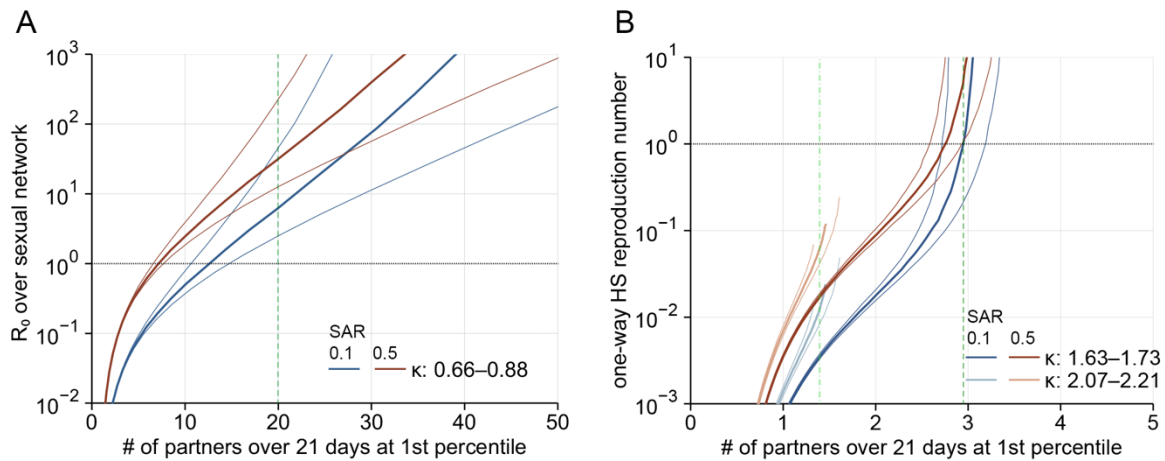 A
R₀ over sexual network
10³
10²
10¹
10⁰
10⁻¹
10⁻²
0 10 20 30 40 50
# of partners over 21 days at 1st percentile
SAR
0.1 0.5
κ: 0.66–0.88
B
one-way HS reproduction number
10¹
10⁰
10⁻¹
10⁻²
10⁻³
0 1 2 3 4 5
# of partners over 21 days at 1st percentile
SAR
0.1 0.5
κ: 1.63–1.73
κ: 2.07–2.21